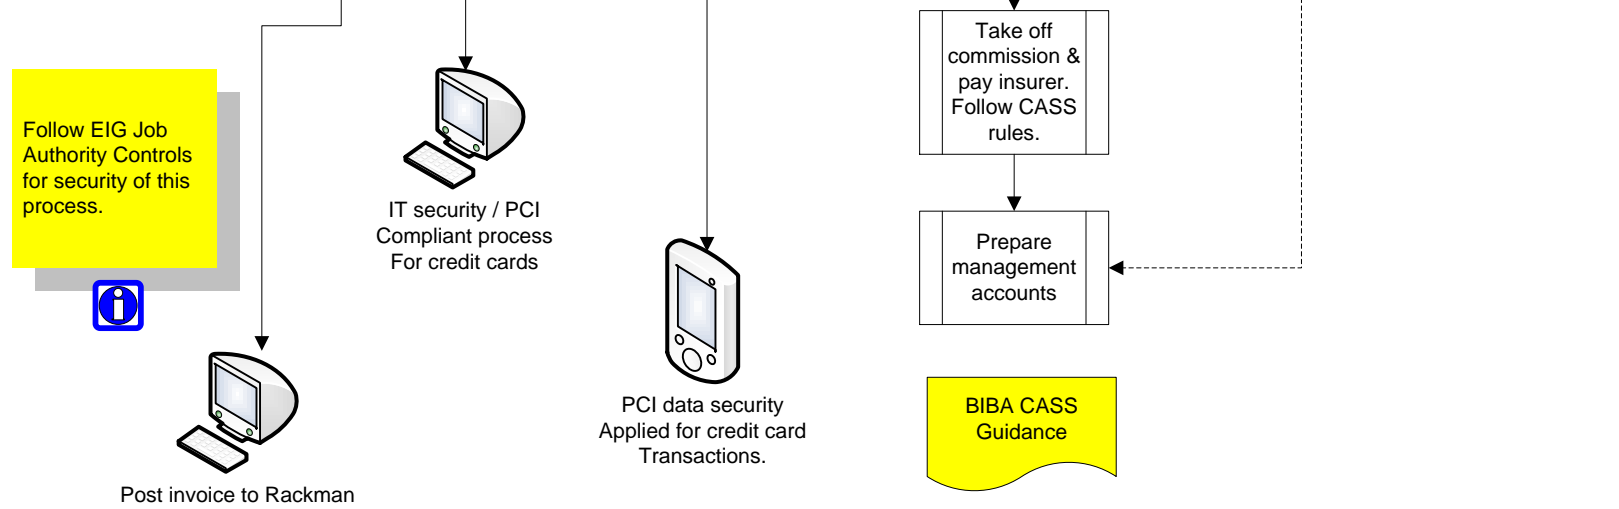 Take off
commission &
pay insurer.
Follow CASS
rules.
Follow EIG Job
Authority Controls
for security of this
process.
IT security / PCI
Compliant process
For credit cards
Prepare
management
accounts
PCI data security
Applied for credit card
Transactions.
BIBA CASS
Guidance
Post invoice to Rackman